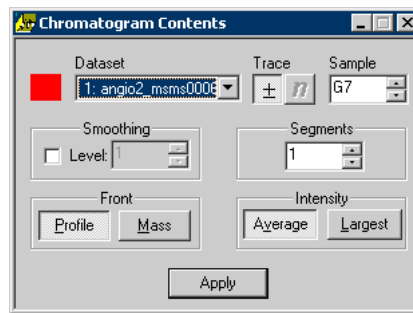 Chromatogram Contents
Dataset Trace Sample
1: angio2_msms000 ± n G7
Smoothing Segments
Level: 1 1
Front Intensity
Profile Mass Average Largest
Apply